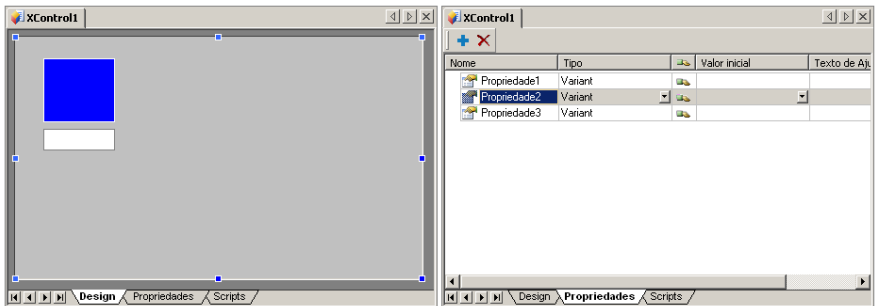 XControl1
Design Propriedades Scripts
XControl1
Nome Tipo Valor inicial Texto de Aju
Propriedade1 Variant
Propriedade2 Variant
Propriedade3 Variant
Design Propriedades Scripts